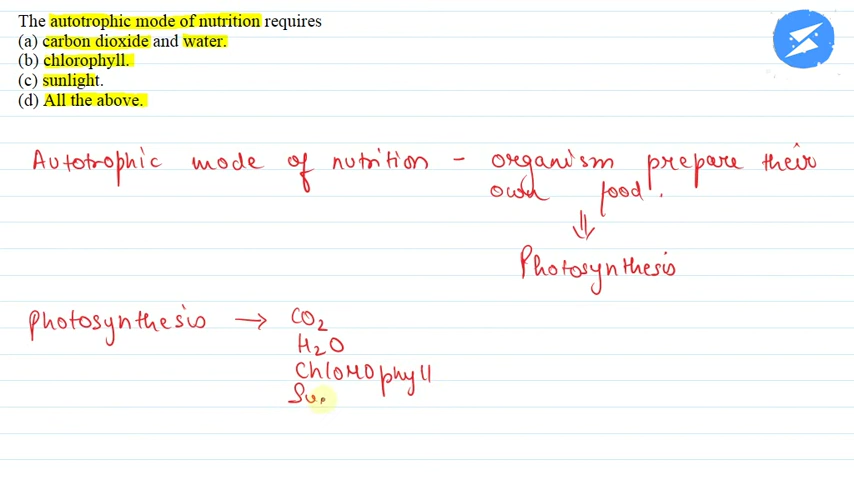 The autotrophic mode of nutrition requires
(a) carbon dioxide and water.
(b) chlorophyll.
(c) sunlight.
(d) All the above.
Autotrophic mode of nutrition - organism prepare their
own food.
⇓
Photosynthesis
Photosynthesis → CO2
H2O
Chlorophyll
Sun